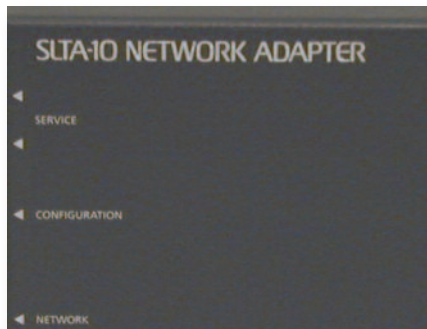 SLTA-10 NETWORK ADAPTER
SERVICE
CONFIGURATION
NETWORK